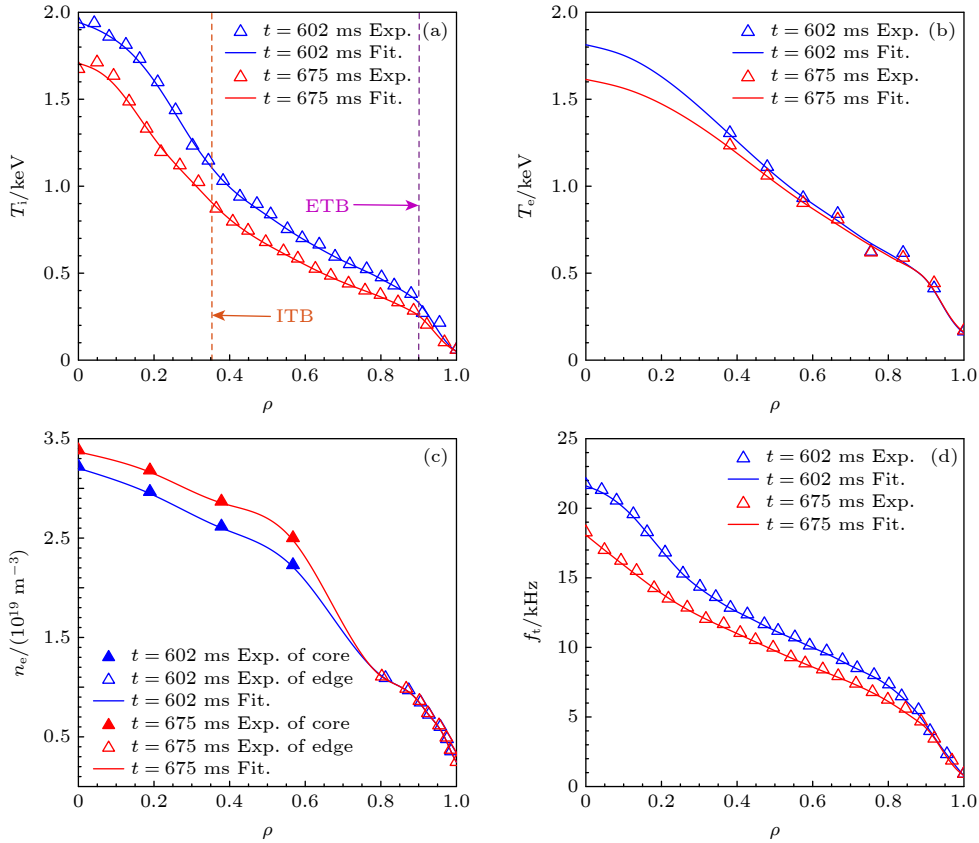 (a)
t = 602 ms Exp.
t = 602 ms Fit.
t = 675 ms Exp.
t = 675 ms Fit.
ETB
ITB
Ti/keV
2.0
1.5
1.0
0.5
0
0 0.2 0.4 0.6 0.8 1.0
ρ
(b)
t = 602 ms Exp.
t = 602 ms Fit.
t = 675 ms Exp.
t = 675 ms Fit.
Te/keV
2.0
1.5
1.0
0.5
0
0 0.2 0.4 0.6 0.8 1.0
ρ
(c)
t = 602 ms Exp. of core
t = 602 ms Exp. of edge
t = 602 ms Fit.
t = 675 ms Exp. of core
t = 675 ms Exp. of edge
t = 675 ms Fit.
ne/(10¹⁹ m⁻³)
3.5
2.5
1.5
0.5
0 0.2 0.4 0.6 0.8 1.0
ρ
(d)
t = 602 ms Exp.
t = 602 ms Fit.
t = 675 ms Exp.
t = 675 ms Fit.
ft/kHz
25
20
15
10
5
0
0 0.2 0.4 0.6 0.8 1.0
ρ